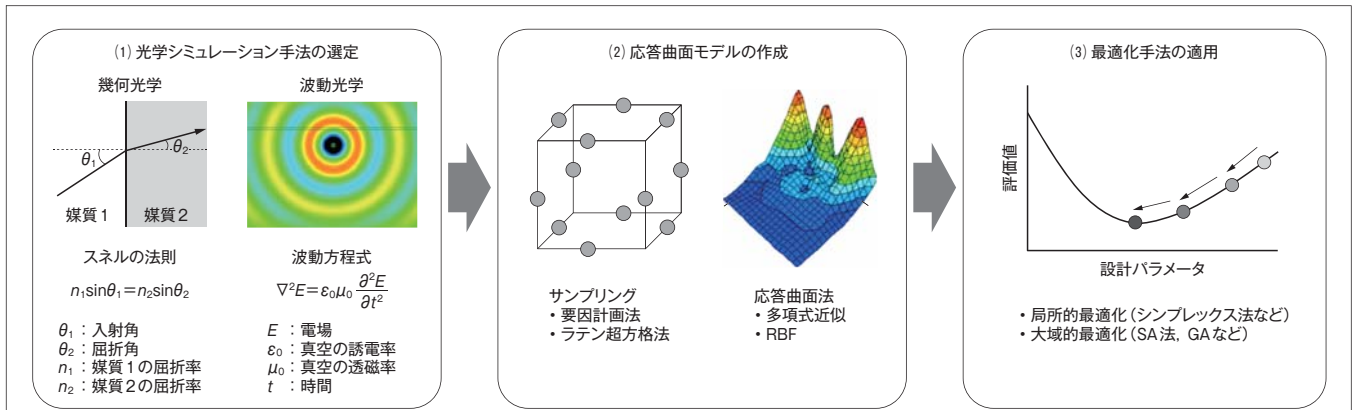 (1) 光学シミュレーション手法の選定
幾何光学
θ1
θ2
媒質1
媒質2
スネルの法則
n1sinθ1=n2sinθ2
θ1：入射角
θ2：屈折角
n1：媒質1の屈折率
n2：媒質2の屈折率
波動光学
波動方程式
∇²E=ε0μ0 ∂²E/∂t²
E：電場
ε0：真空の誘電率
μ0：真空の透磁率
t：時間
(2) 応答曲面モデルの作成
サンプリング
・要因計画法
・ラテン超方格法
応答曲面法
・多項式近似
・RBF
(3) 最適化手法の適用
評価値
設計パラメータ
・局所的最適化（シンプレックス法など）
・大域的最適化（SA法，GAなど）